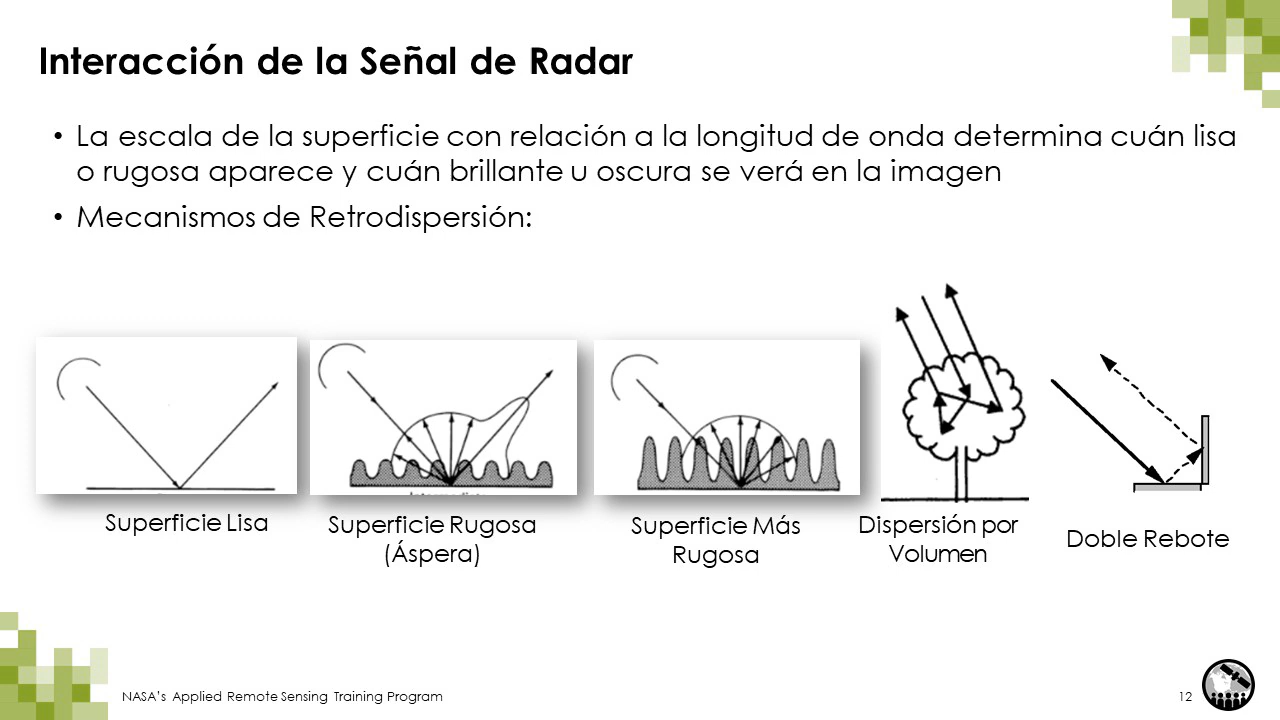 Interacción de la Señal de Radar
• La escala de la superficie con relación a la longitud de onda determina cuán lisa
o rugosa aparece y cuán brillante u oscura se verá en la imagen
• Mecanismos de Retrodispersión:
Superficie Lisa
Superficie Rugosa
(Áspera)
Superficie Más
Rugosa
Dispersión por
Volumen
Doble Rebote
NASA's Applied Remote Sensing Training Program
12